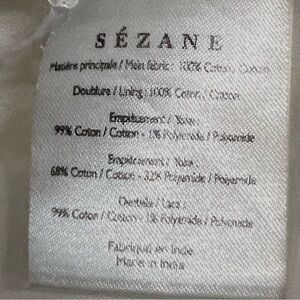 SÉZANE
Matière principale / Main fabric : 100% Coton / Cotton
Doublure / Lining : 100% Coton / Cotton
Empiècement / Yoke :
99% Coton / Cotton - 1% Polyamide / Polyamide
Empiècement / Yoke :
68% Coton / Cotton - 32% Polyamide / Polyamide
Dentelle / Lace :
99% Coton / Cotton - 1% Polyamide / Polyamide
Fabriqué en Inde
Made in India